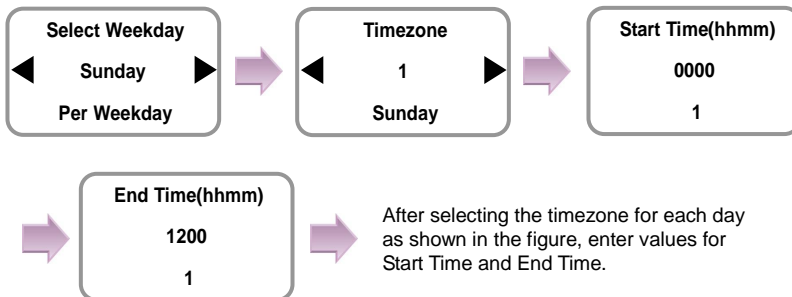 Select Weekday
Sunday
Per Weekday
Timezone
1
Sunday
Start Time(hhmm)
0000
1
End Time(hhmm)
1200
1
After selecting the timezone for each day
as shown in the figure, enter values for
Start Time and End Time.